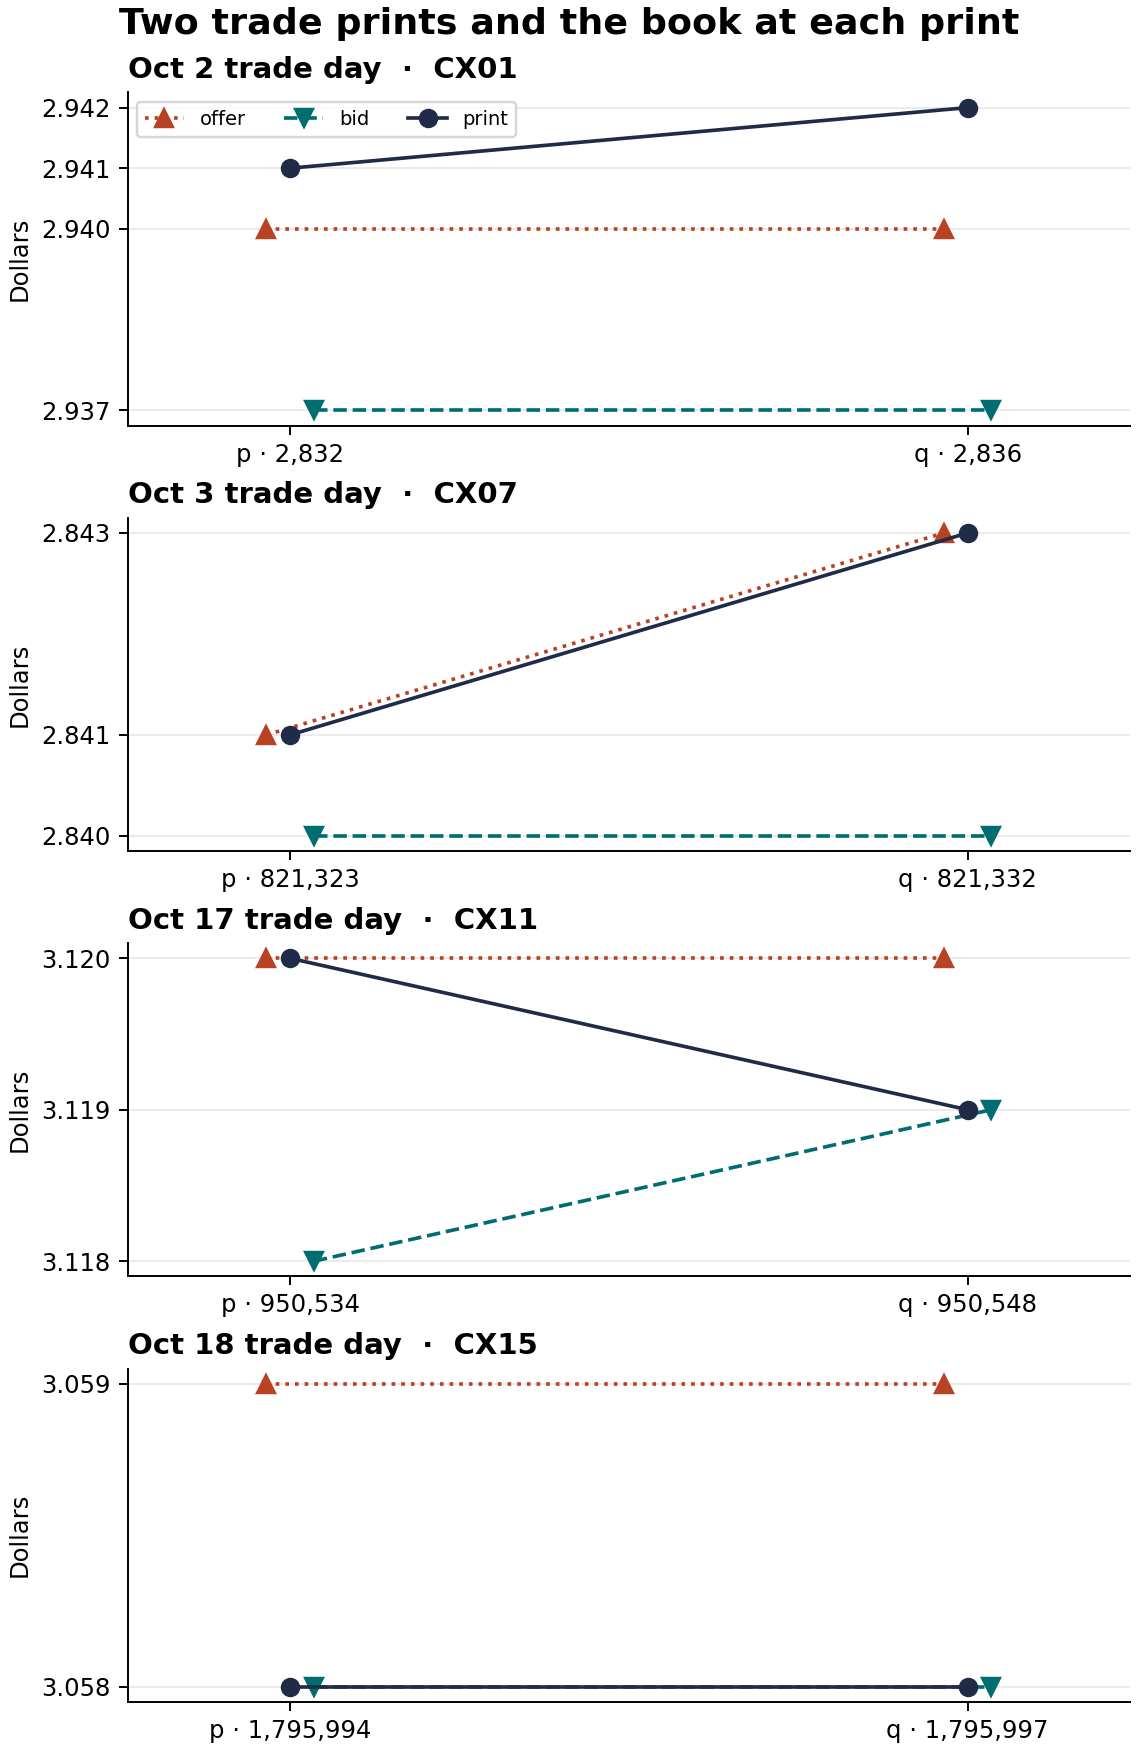 Two trade prints and the book at each print
Oct 2 trade day · CX01
offer bid print
2.942
2.941
2.940
2.937
Dollars
p · 2,832 q · 2,836
Oct 3 trade day · CX07
2.843
2.841
2.840
Dollars
p · 821,323 q · 821,332
Oct 17 trade day · CX11
3.120
3.119
3.118
Dollars
p · 950,534 q · 950,548
Oct 18 trade day · CX15
3.059
3.058
Dollars
p · 1,795,994 q · 1,795,997